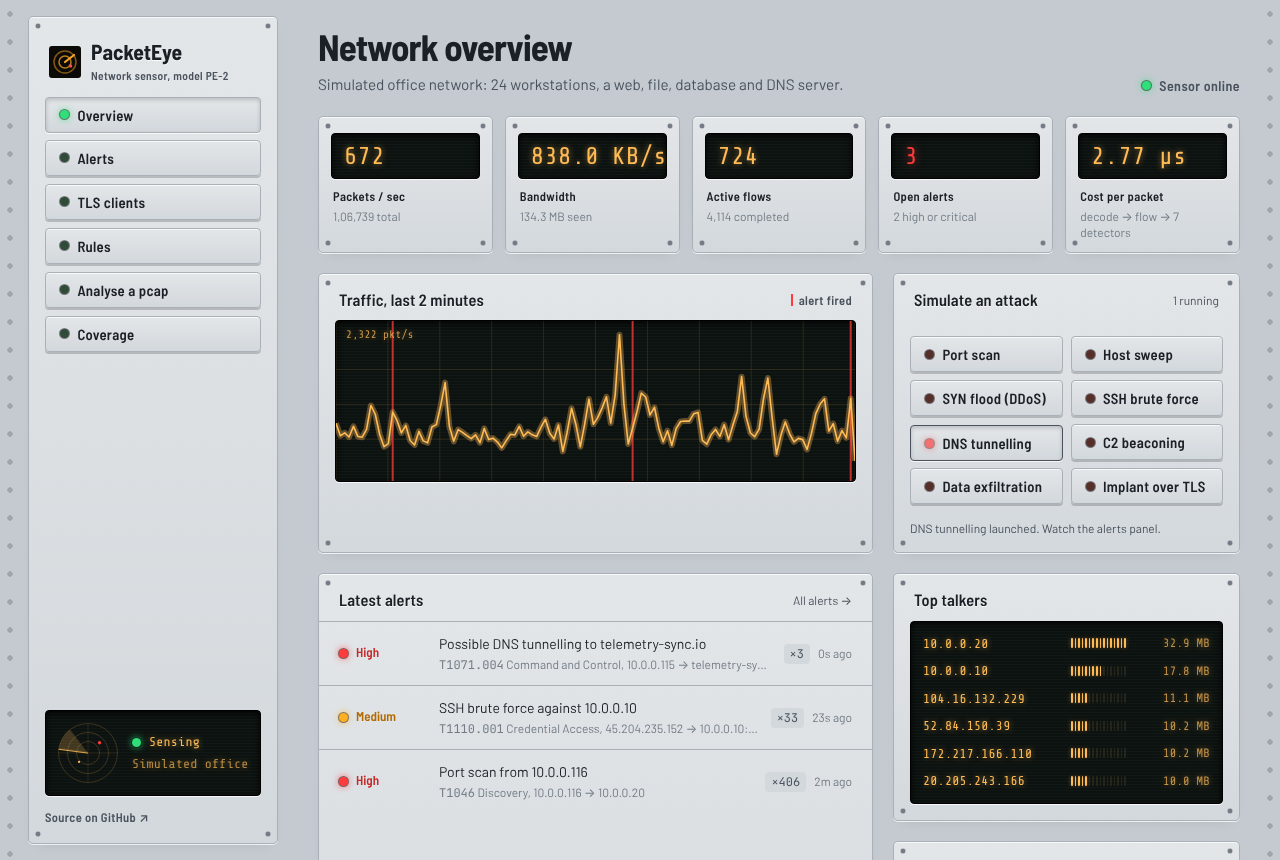 PacketEye
Network sensor, model PE-2
Overview
Alerts
TLS clients
Rules
Analyse a pcap
Coverage
Sensing
Simulated office
Source on GitHub ↗
Network overview
Simulated office network: 24 workstations, a web, file, database and DNS server.
Sensor online
672
Packets / sec
1,06,739 total
838.0 KB/s
Bandwidth
134.3 MB seen
724
Active flows
4,114 completed
3
Open alerts
2 high or critical
2.77 µs
Cost per packet
decode → flow → 7
detectors
Traffic, last 2 minutes
alert fired
2,322 pkt/s
Simulate an attack
1 running
Port scan
Host sweep
SYN flood (DDoS)
SSH brute force
DNS tunnelling
C2 beaconing
Data exfiltration
Implant over TLS
DNS tunnelling launched. Watch the alerts panel.
Latest alerts
All alerts →
High
Possible DNS tunnelling to telemetry-sync.io
T1071.004 Command and Control, 10.0.0.115 → telemetry-sy…
×3
0s ago
Medium
SSH brute force against 10.0.0.10
T1110.001 Credential Access, 45.204.235.152 → 10.0.0.10:…
×33
23s ago
High
Port scan from 10.0.0.116
T1046 Discovery, 10.0.0.116 → 10.0.0.20
×406
2m ago
Top talkers
10.0.0.20 32.9 MB
10.0.0.10 17.8 MB
104.16.132.229 11.1 MB
52.84.150.39 10.2 MB
172.217.166.110 10.2 MB
20.205.243.166 10.0 MB